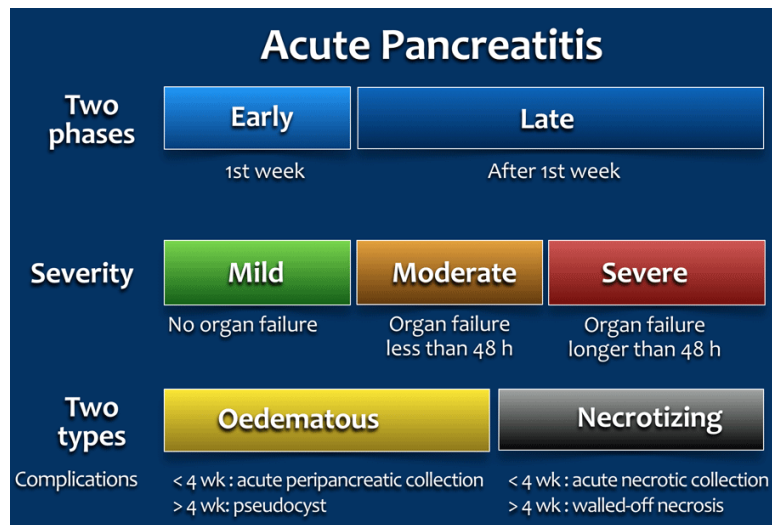 Acute Pancreatitis
Two phases
Early
Late
1st week
After 1st week
Severity
Mild
Moderate
Severe
No organ failure
Organ failure
less than 48 h
Organ failure
longer than 48 h
Two
types
Oedematous
Necrotizing
Complications
< 4 wk : acute peripancreatic collection
> 4 wk: pseudocyst
< 4 wk : acute necrotic collection
> 4 wk : walled-off necrosis